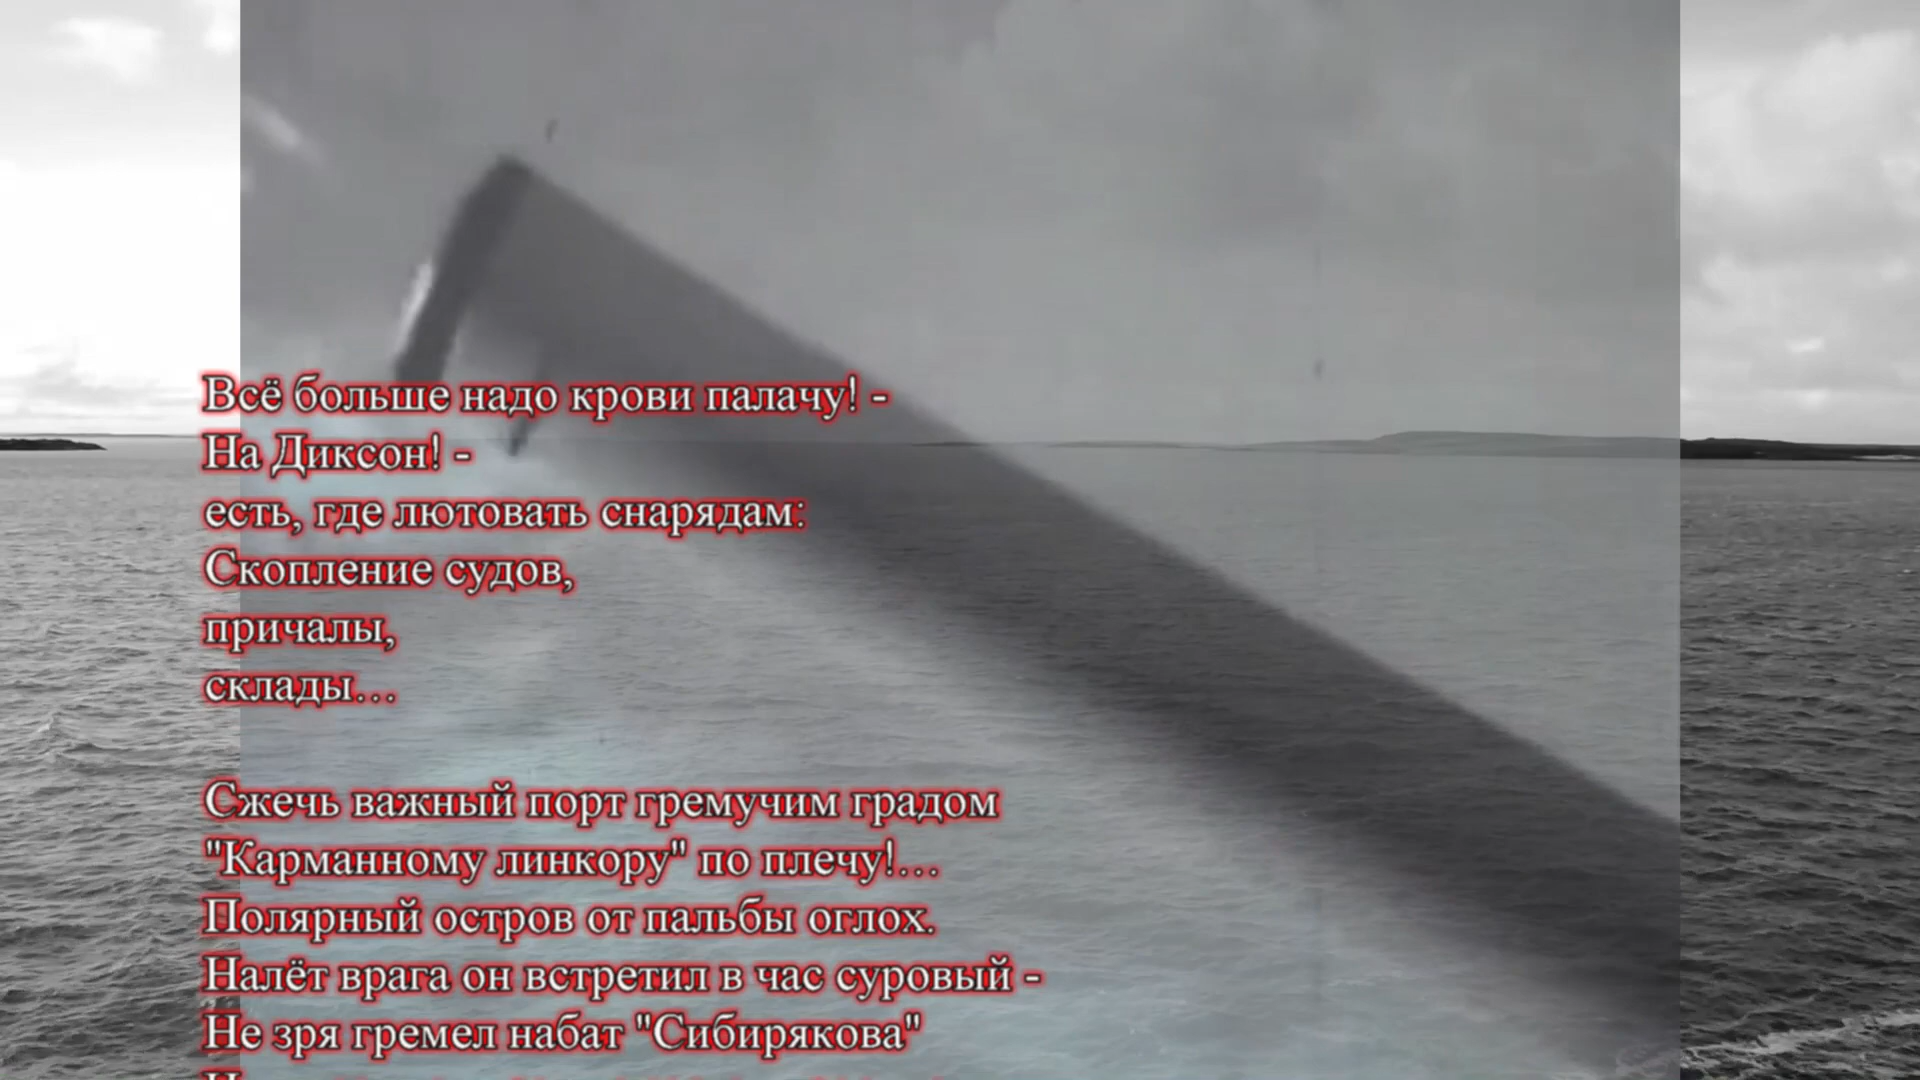 Всё больше надо крови палачу! -
На Диксон! -
есть, где лютовать снарядам:
Скопление судов,
причалы,
склады…
Сжечь важный порт гремучим градом
"Карманному линкору" по плечу!…
Полярный остров от пальбы оглох.
Налёт врага он встретил в час суровый -
Не зря гремел набат "Сибирякова"